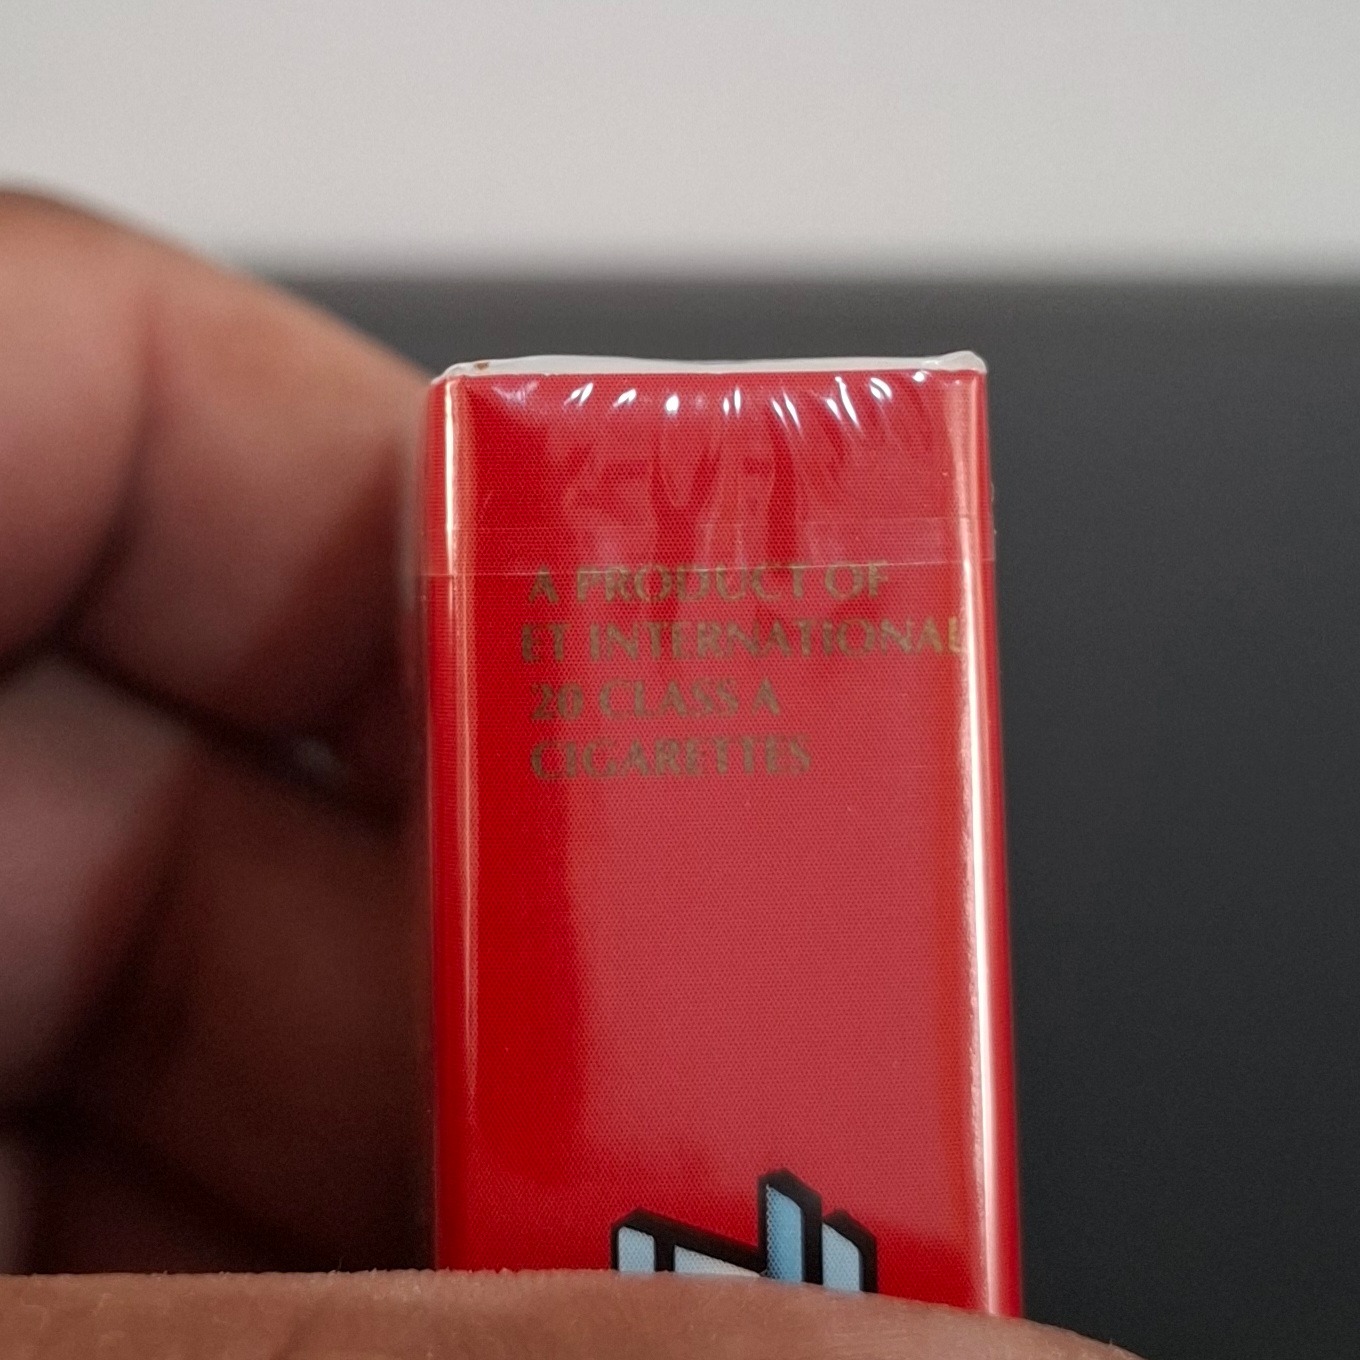 A PRODUCT OF
ET INTERNATIONAL
20 CLASS A
CIGARETTES